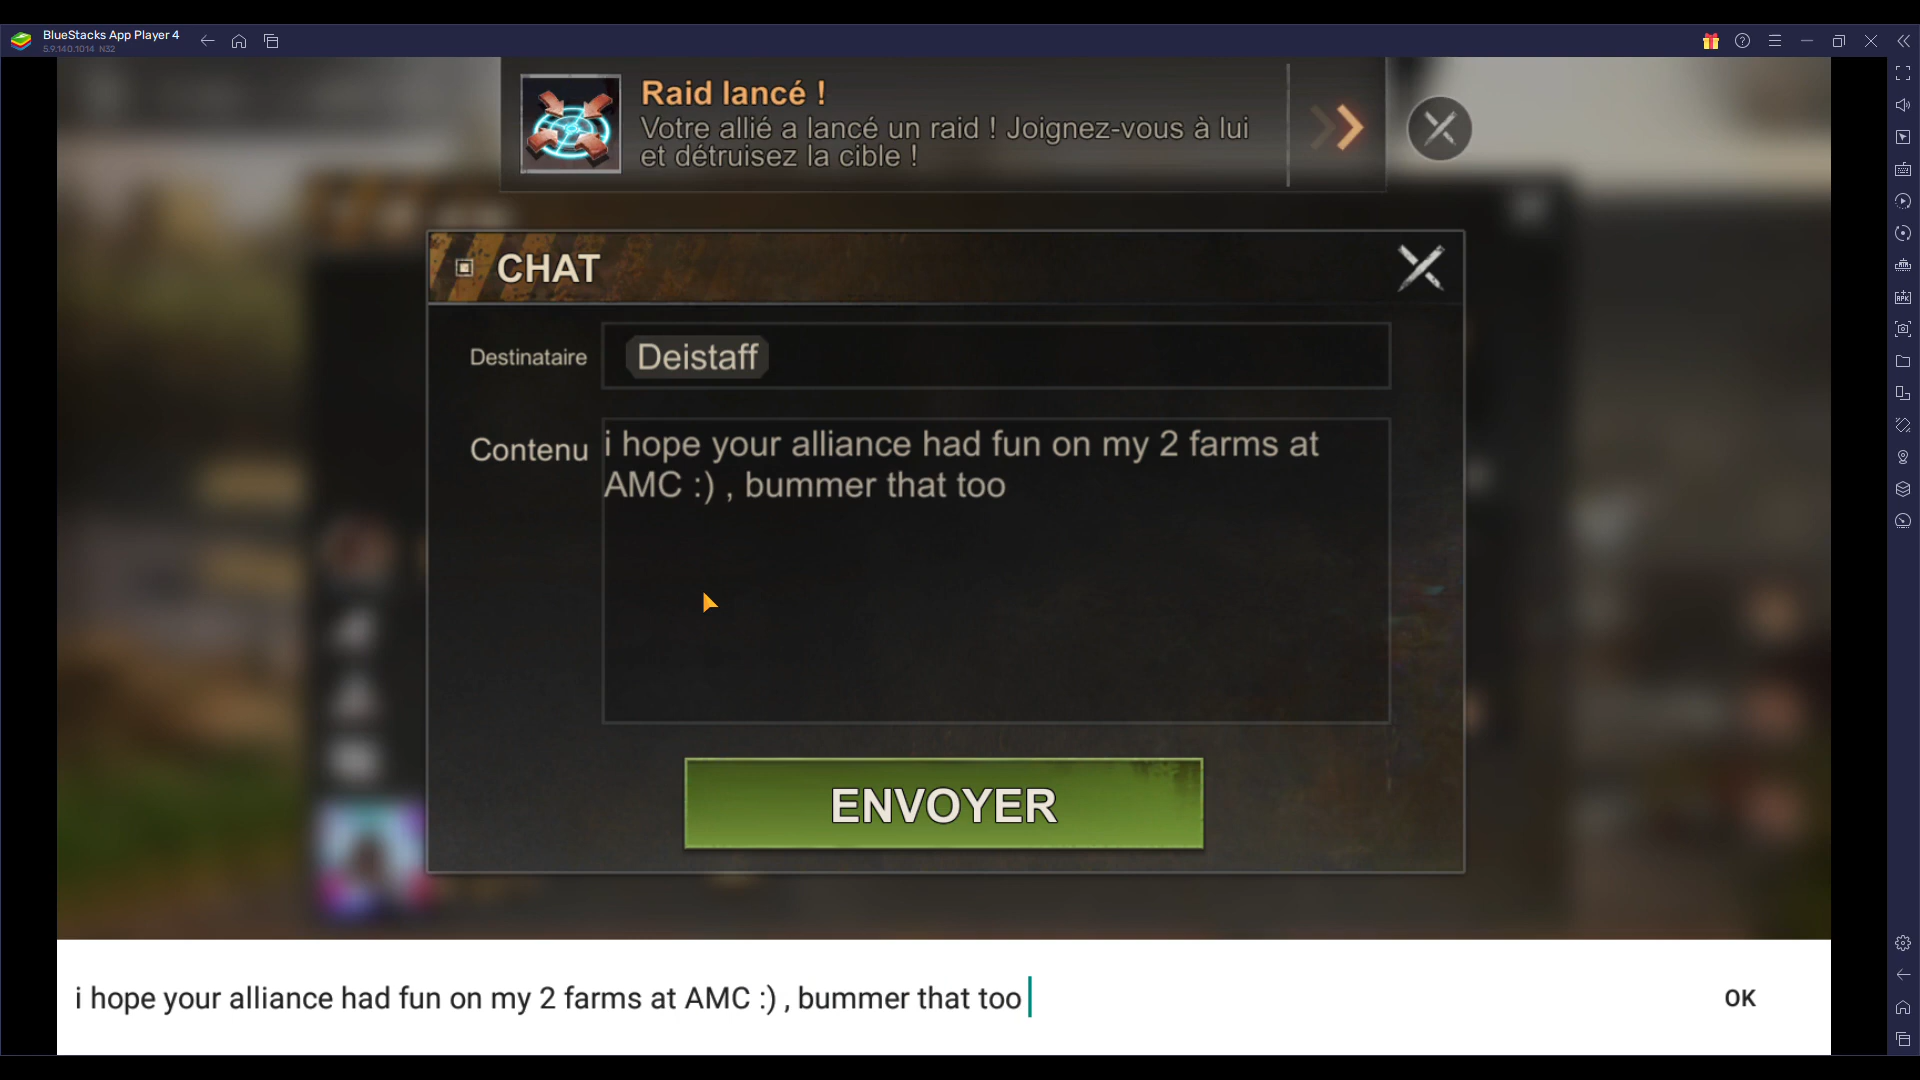 BlueStacks App Player 4
5.9.140.1014 N32
Raid lancé !
Votre allié a lancé un raid ! Joignez-vous à lui
et détruisez la cible !
CHAT
Destinataire
Deistaff
Contenu
i hope your alliance had fun on my 2 farms at
AMC :) , bummer that too
ENVOYER
i hope your alliance had fun on my 2 farms at AMC :) , bummer that too
OK